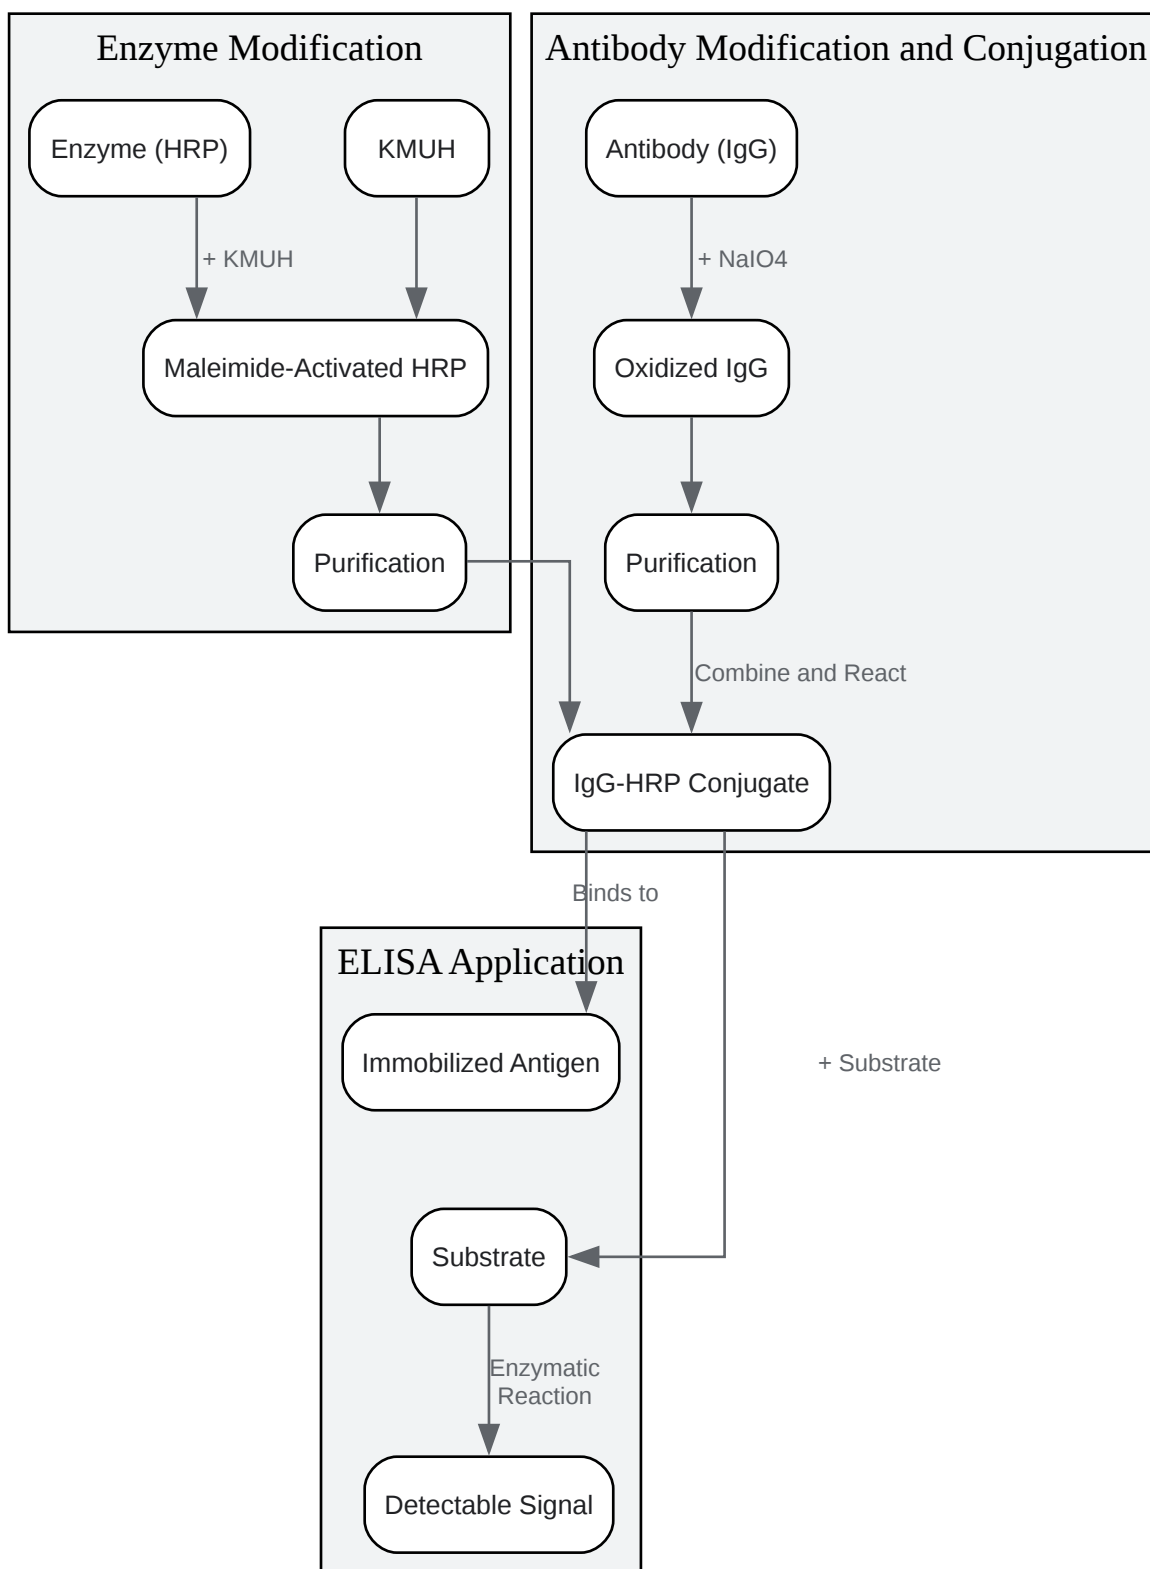 Enzyme Modification
Enzyme (HRP)
KMUH
+ KMUH
Maleimide-Activated HRP
Purification
Antibody Modification and Conjugation
Antibody (IgG)
+ NaIO4
Oxidized IgG
Purification
Combine and React
IgG-HRP Conjugate
Binds to
ELISA Application
Immobilized Antigen
+ Substrate
Substrate
Enzymatic
Reaction
Detectable Signal